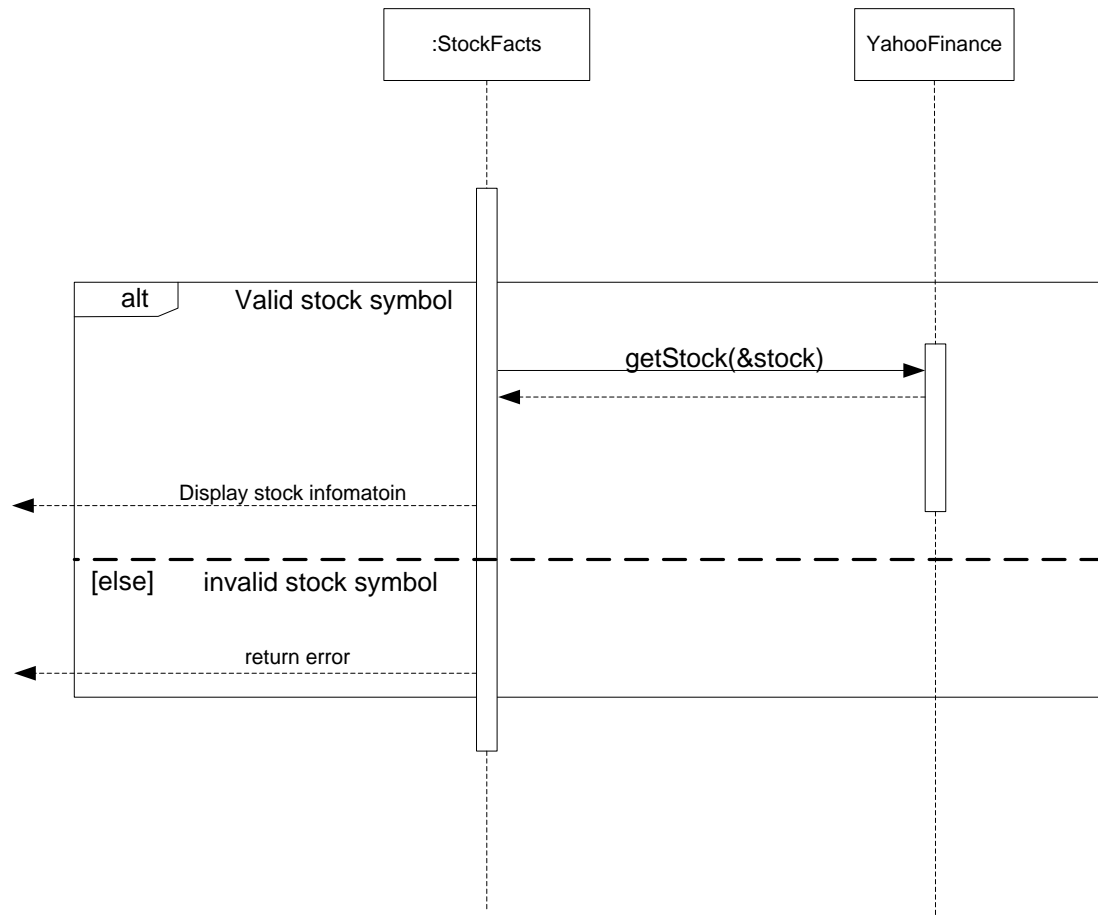 :StockFacts
YahooFinance
alt
Valid stock symbol
getStock(&stock)
Display stock infomatoin
[else]
invalid stock symbol
return error